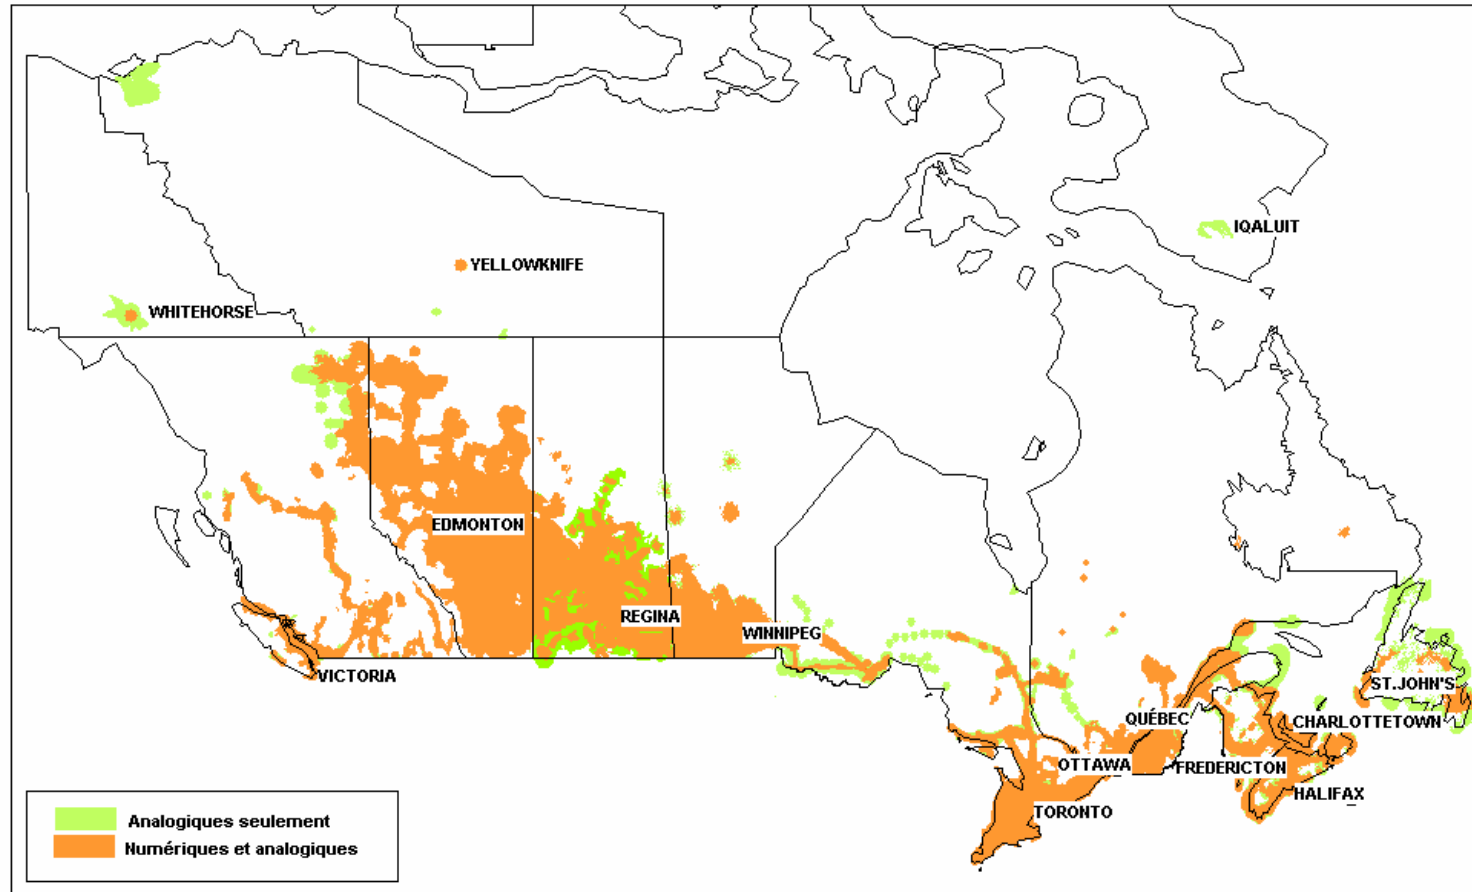 IQALUIT
YELLOWKNIFE
WHITEHORSE
EDMONTON
REGINA
WINNIPEG
VICTORIA
ST.JOHN'S
QUÉBEC
CHARLOTTETOWN
OTTAWA
FREDERICTON
HALIFAX
TORONTO
Analogiques seulement
Numériques et analogiques